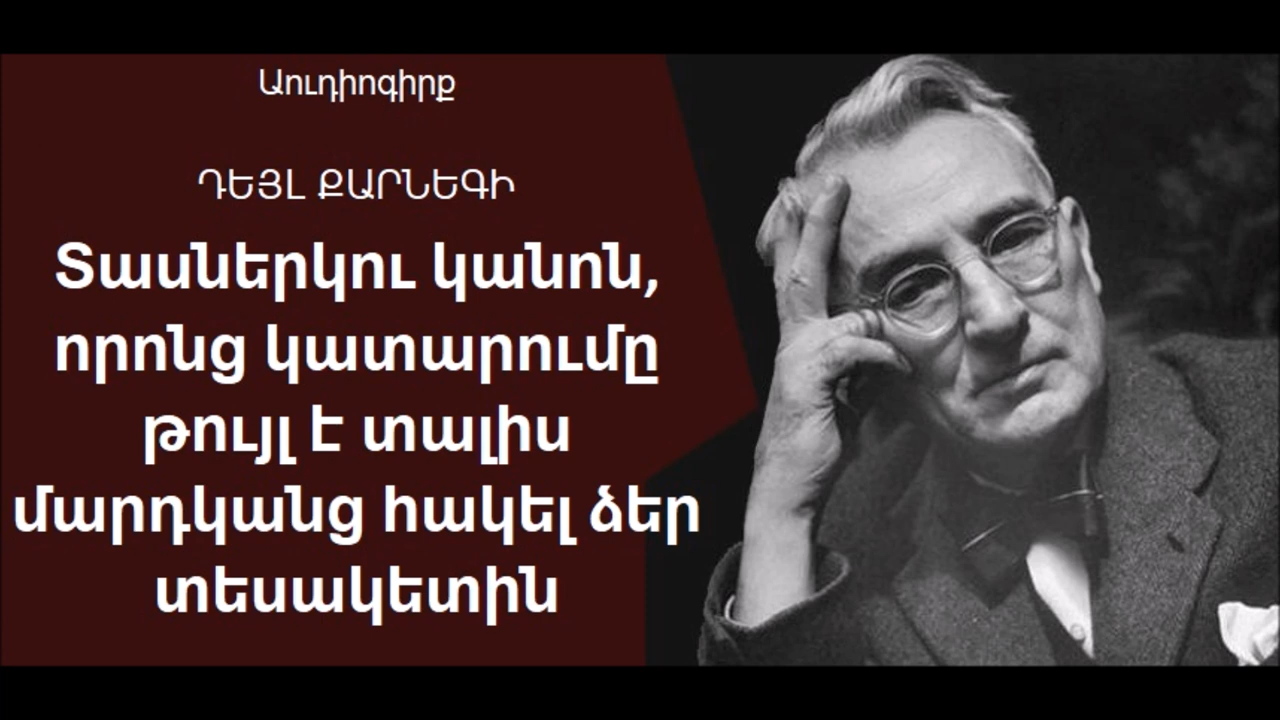 Աուդիոգիրք
ԴԵՅԼ ՔԱՐՆԵԳԻ
Տասներկու կանոն,
որոնց կատարումը
թույլ է տալիս
մարդկանց հակել ձեր
տեսակետին